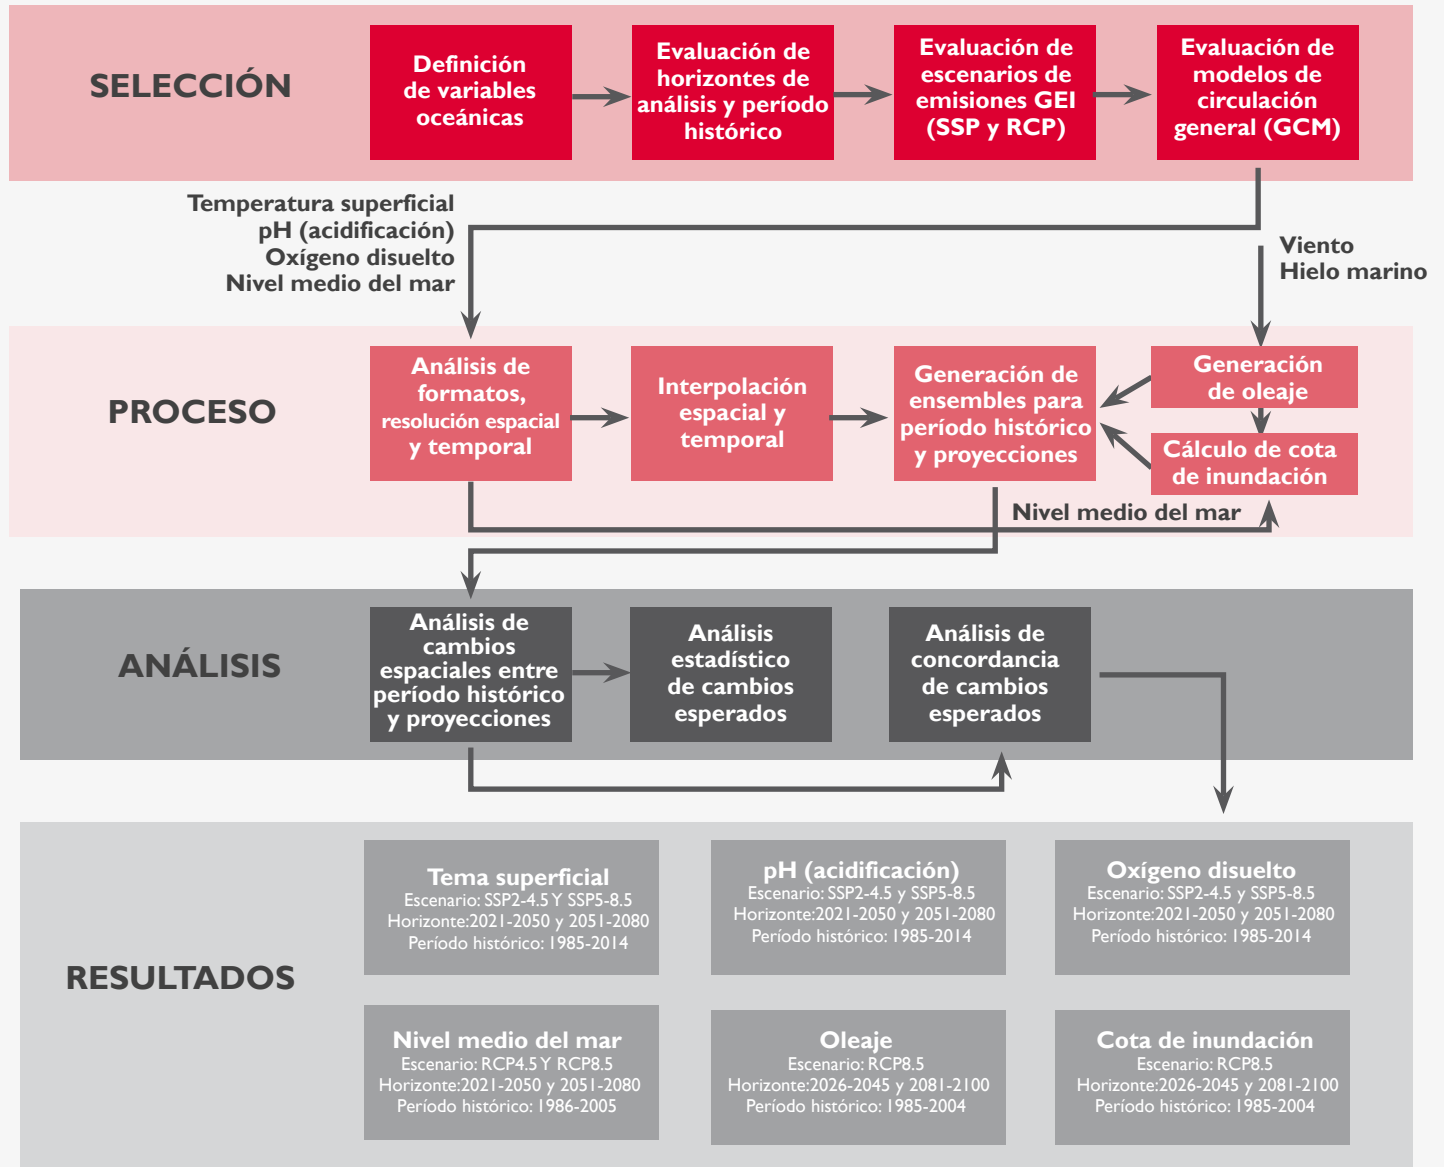 SELECCIÓN
Definición
de variables
oceánicas
Evaluación de
horizontes de
análisis y período
histórico
Evaluación de
escenarios de
emisiones GEI
(SSP y RCP)
Evaluación de
modelos de
circulación
general (GCM)
Temperatura superficial
pH (acidificación)
Oxígeno disuelto
Nivel medio del mar
Viento
Hielo marino
PROCESO
Análisis de
formatos,
resolución espacial
y temporal
Interpolación
espacial y
temporal
Generación de
ensembles para
período histórico
y proyecciones
Generación
de oleaje
Cálculo de cota
de inundación
Nivel medio del mar
ANÁLISIS
Análisis de
cambios
espaciales entre
período histórico
y proyecciones
Análisis
estadístico
de cambios
esperados
Análisis de
concordancia
de cambios
esperados
RESULTADOS
Tema superficial
Escenario: SSP2-4.5 Y SSP5-8.5
Horizonte:2021-2050 y 2051-2080
Período histórico: 1985-2014
pH (acidificación)
Escenario: SSP2-4.5 y SSP5-8.5
Horizonte:2021-2050 y 2051-2080
Período histórico: 1985-2014
Oxígeno disuelto
Escenario: SSP2-4.5 y SSP5-8.5
Horizonte:2021-2050 y 2051-2080
Período histórico: 1985-2014
Nivel medio del mar
Escenario: RCP4.5 Y RCP8.5
Horizonte:2021-2050 y 2051-2080
Período histórico: 1986-2005
Oleaje
Escenario: RCP8.5
Horizonte:2026-2045 y 2081-2100
Período histórico: 1985-2004
Cota de inundación
Escenario: RCP8.5
Horizonte:2026-2045 y 2081-2100
Período histórico: 1985-2004